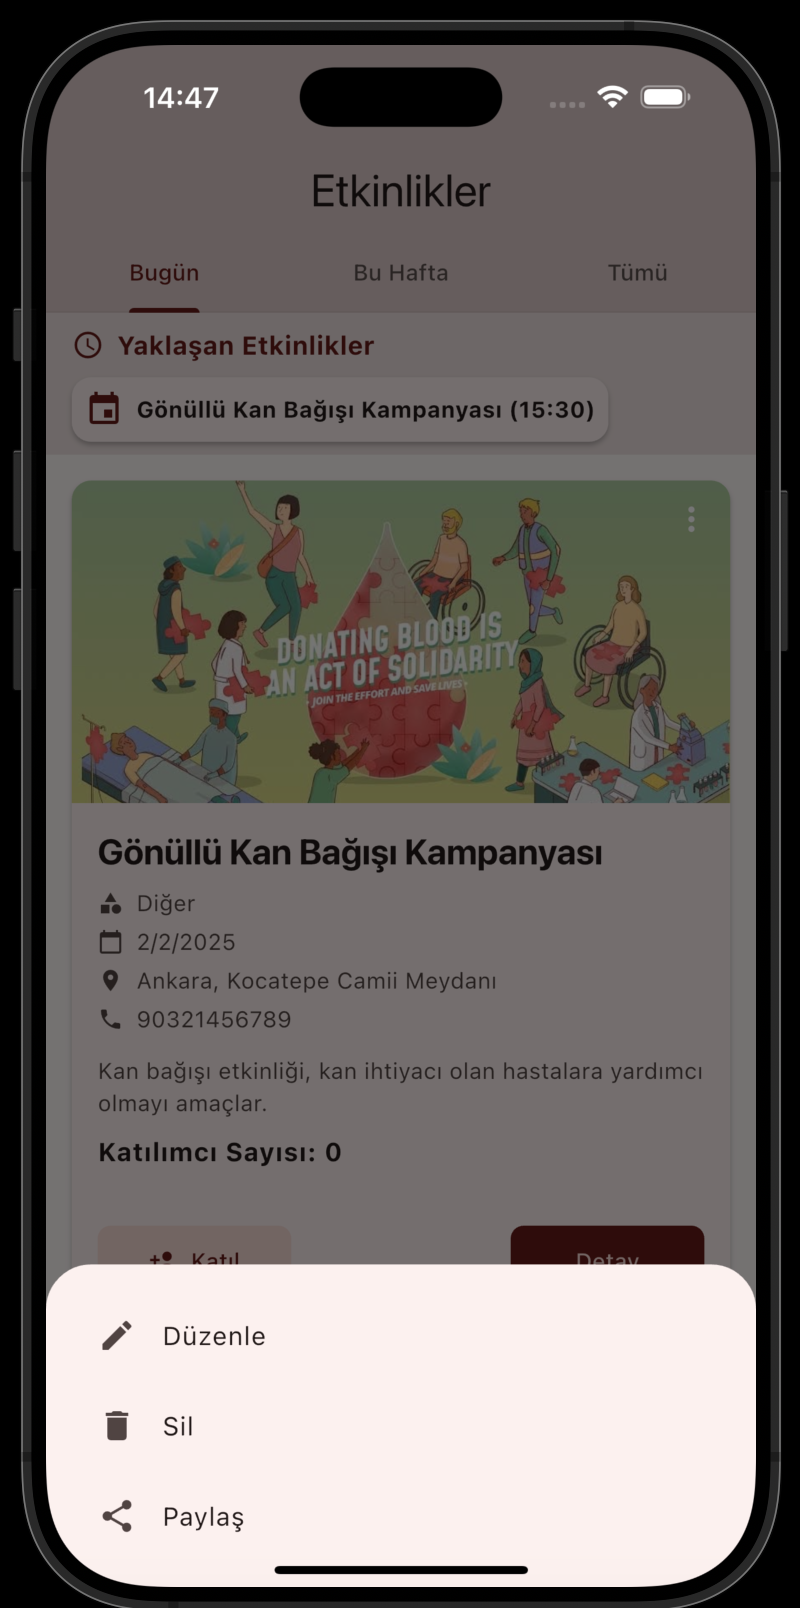 14:47
Etkinlikler
Bugün
Bu Hafta
Tümü
Yaklaşan Etkinlikler
Gönüllü Kan Bağışı Kampanyası (15:30)
DONATING BLOOD IS
AN ACT OF SOLIDARITY
JOIN THE EFFORT AND SAVE LIVES
Gönüllü Kan Bağışı Kampanyası
Diğer
2/2/2025
Ankara, Kocatepe Camii Meydanı
90321456789
Kan bağışı etkinliği, kan ihtiyacı olan hastalara yardımcı
olmayı amaçlar.
Katılımcı Sayısı: 0
Katıl
Detay
Düzenle
Sil
Paylaş